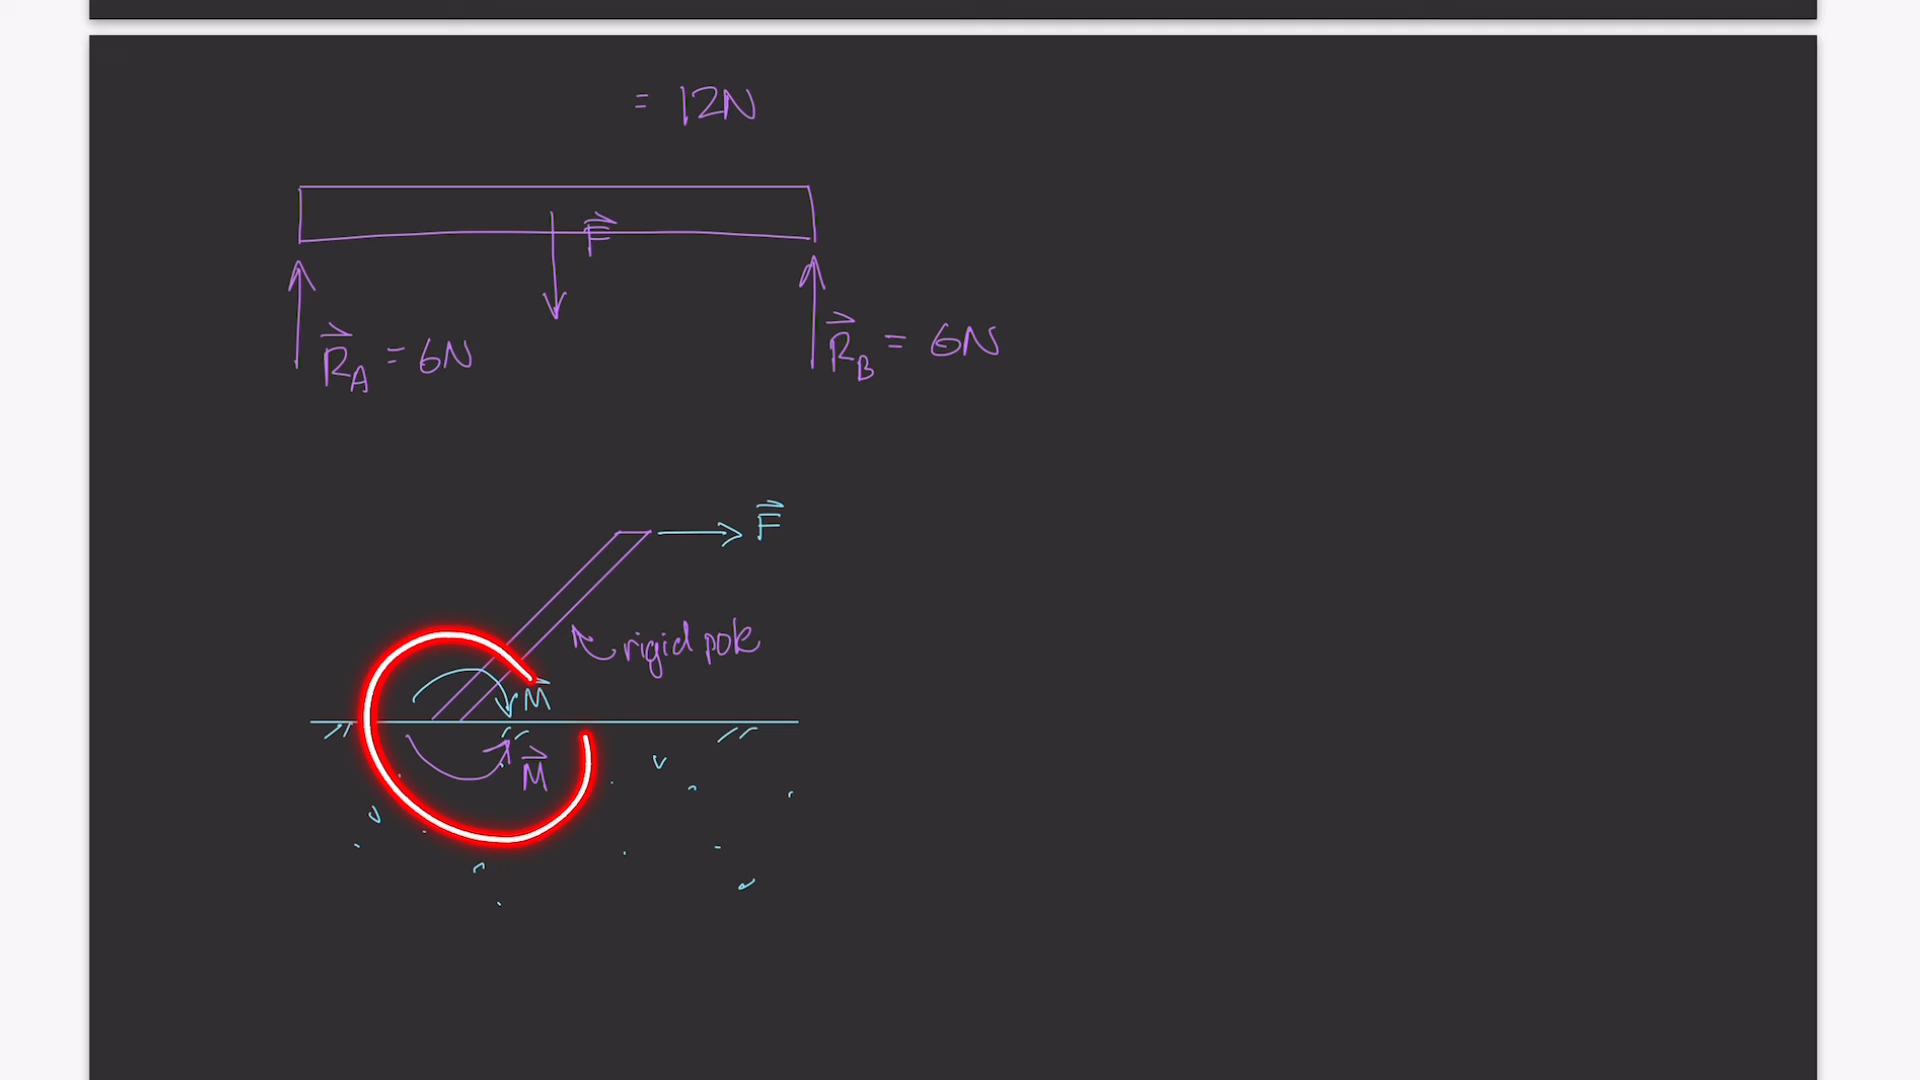 = 12N
F
R_A = 6N
R_B = 6N
F
rigid pole
M
M